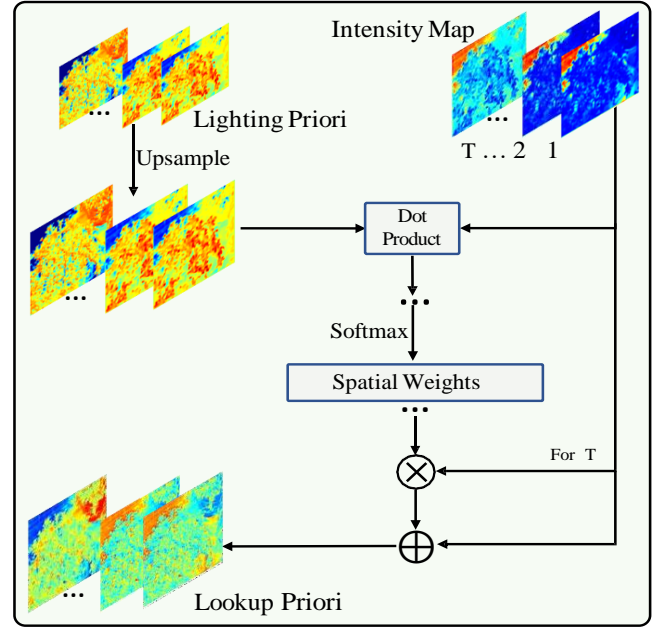 Intensity Map
...
Lighting Priori
...
T ... 2 1
Upsample
Dot
Product
...
...
Softmax
Spatial Weights
...
For T
...
Lookup Priori